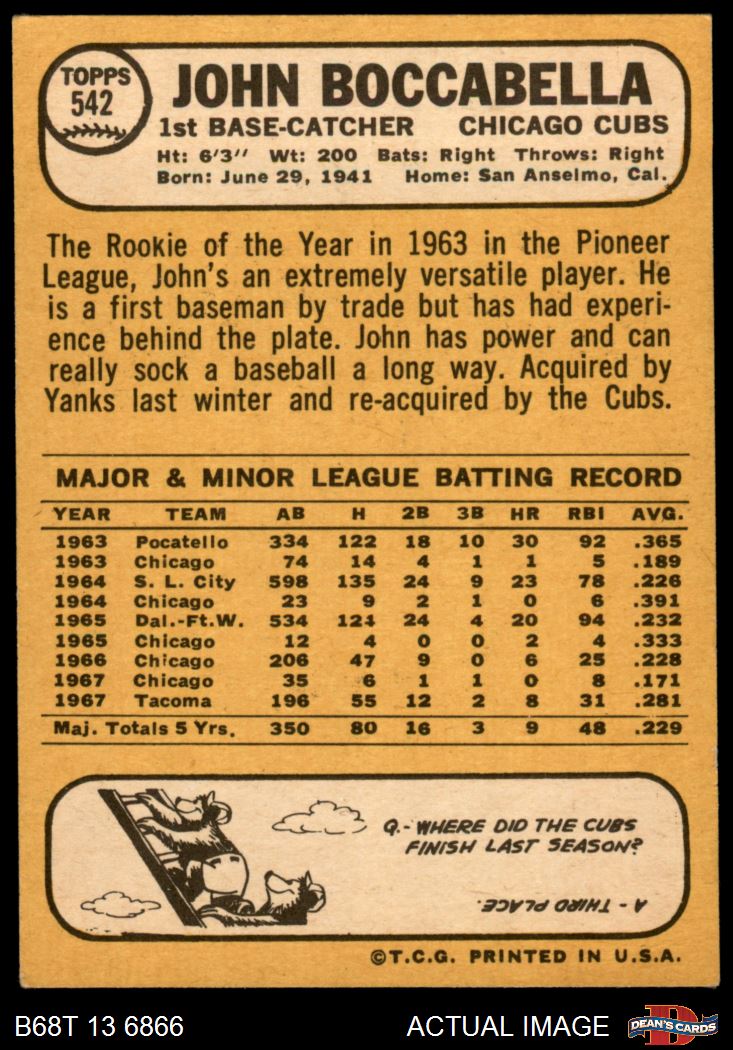 TOPPS
542
JOHN BOCCABELLA
1st BASE-CATCHER CHICAGO CUBS
Ht: 6'3'' Wt: 200 Bats: Right Throws: Right
Born: June 29, 1941 Home: San Anselmo, Cal.
The Rookie of the Year in 1963 in the Pioneer
League, John's an extremely versatile player. He
is a first baseman by trade but has had experi-
ence behind the plate. John has power and can
really sock a baseball a long way. Acquired by
Yanks last winter and re-acquired by the Cubs.
MAJOR & MINOR LEAGUE BATTING RECORD
YEAR TEAM AB H 2B 3B HR RBI AVG.
1963 Pocatello 334 122 18 10 30 92 .365
1963 Chicago 74 14 4 1 1 5 .189
1964 S. L. City 598 135 24 9 23 78 .226
1964 Chicago 23 9 2 1 0 6 .391
1965 Dal.-Ft.W. 534 124 24 4 20 94 .232
1965 Chicago 12 4 0 0 2 4 .333
1966 Chicago 206 47 9 0 6 25 .228
1967 Chicago 35 6 1 1 0 8 .171
1967 Tacoma 196 55 12 2 8 31 .281
Maj. Totals 5 Yrs. 350 80 16 3 9 48 .229
Q.- WHERE DID THE CUBS
FINISH LAST SEASON?
A - THIRD PLACE.
©T.C.G. PRINTED IN U.S.A.
B68T 13 6866 ACTUAL IMAGE DEAN'S CARDS